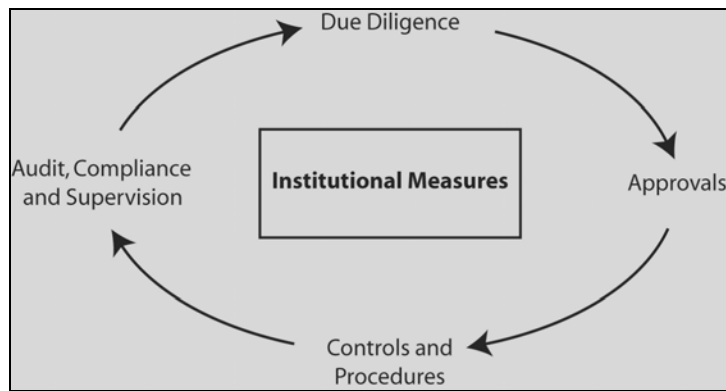 Due Diligence
Audit, Compliance
and Supervision
Institutional Measures
Approvals
Controls and
Procedures